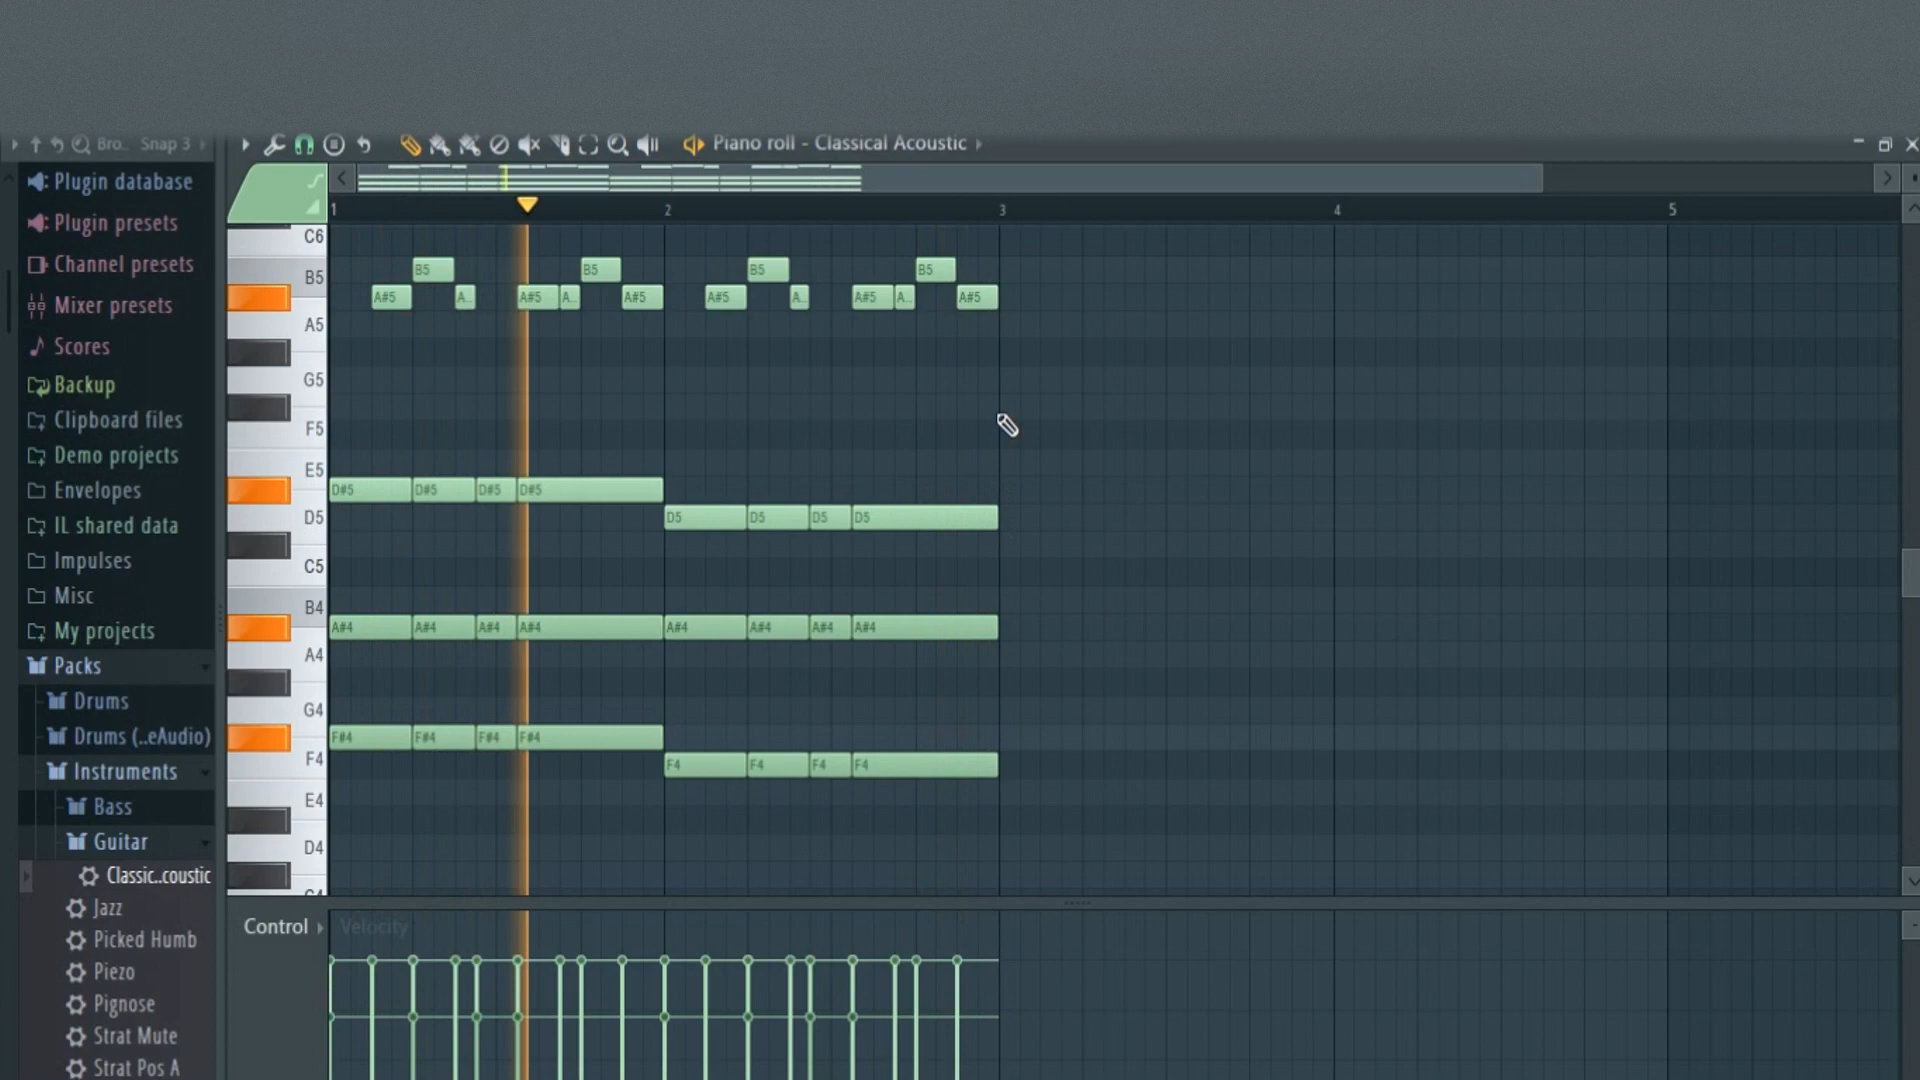 Bro.. Snap 3
Piano roll - Classical Acoustic
Plugin database
Plugin presets
Channel presets
Mixer presets
Scores
Backup
Clipboard files
Demo projects
Envelopes
IL shared data
Impulses
Misc
My projects
Packs
Drums
Drums (..eAudio)
Instruments
Bass
Guitar
Classic..coustic
Jazz
Picked Humb
Piezo
Pignose
Strat Mute
Strat Pos A
1 2 3 4 5
C6
B5 B5 B5 B5 B5
A#5 A.. A#5 A.. A#5 A#5 A.. A#5 A.. A#5
A5
G5
F5
E5
D#5 D#5 D#5 D#5
D5 D5 D5 D5 D5
C5
B4
A#4 A#4 A#4 A#4 A#4 A#4 A#4 A#4
A4
G4
F#4 F#4 F#4 F#4
F4 F4 F4 F4 F4
E4
D4
C4
Control Velocity